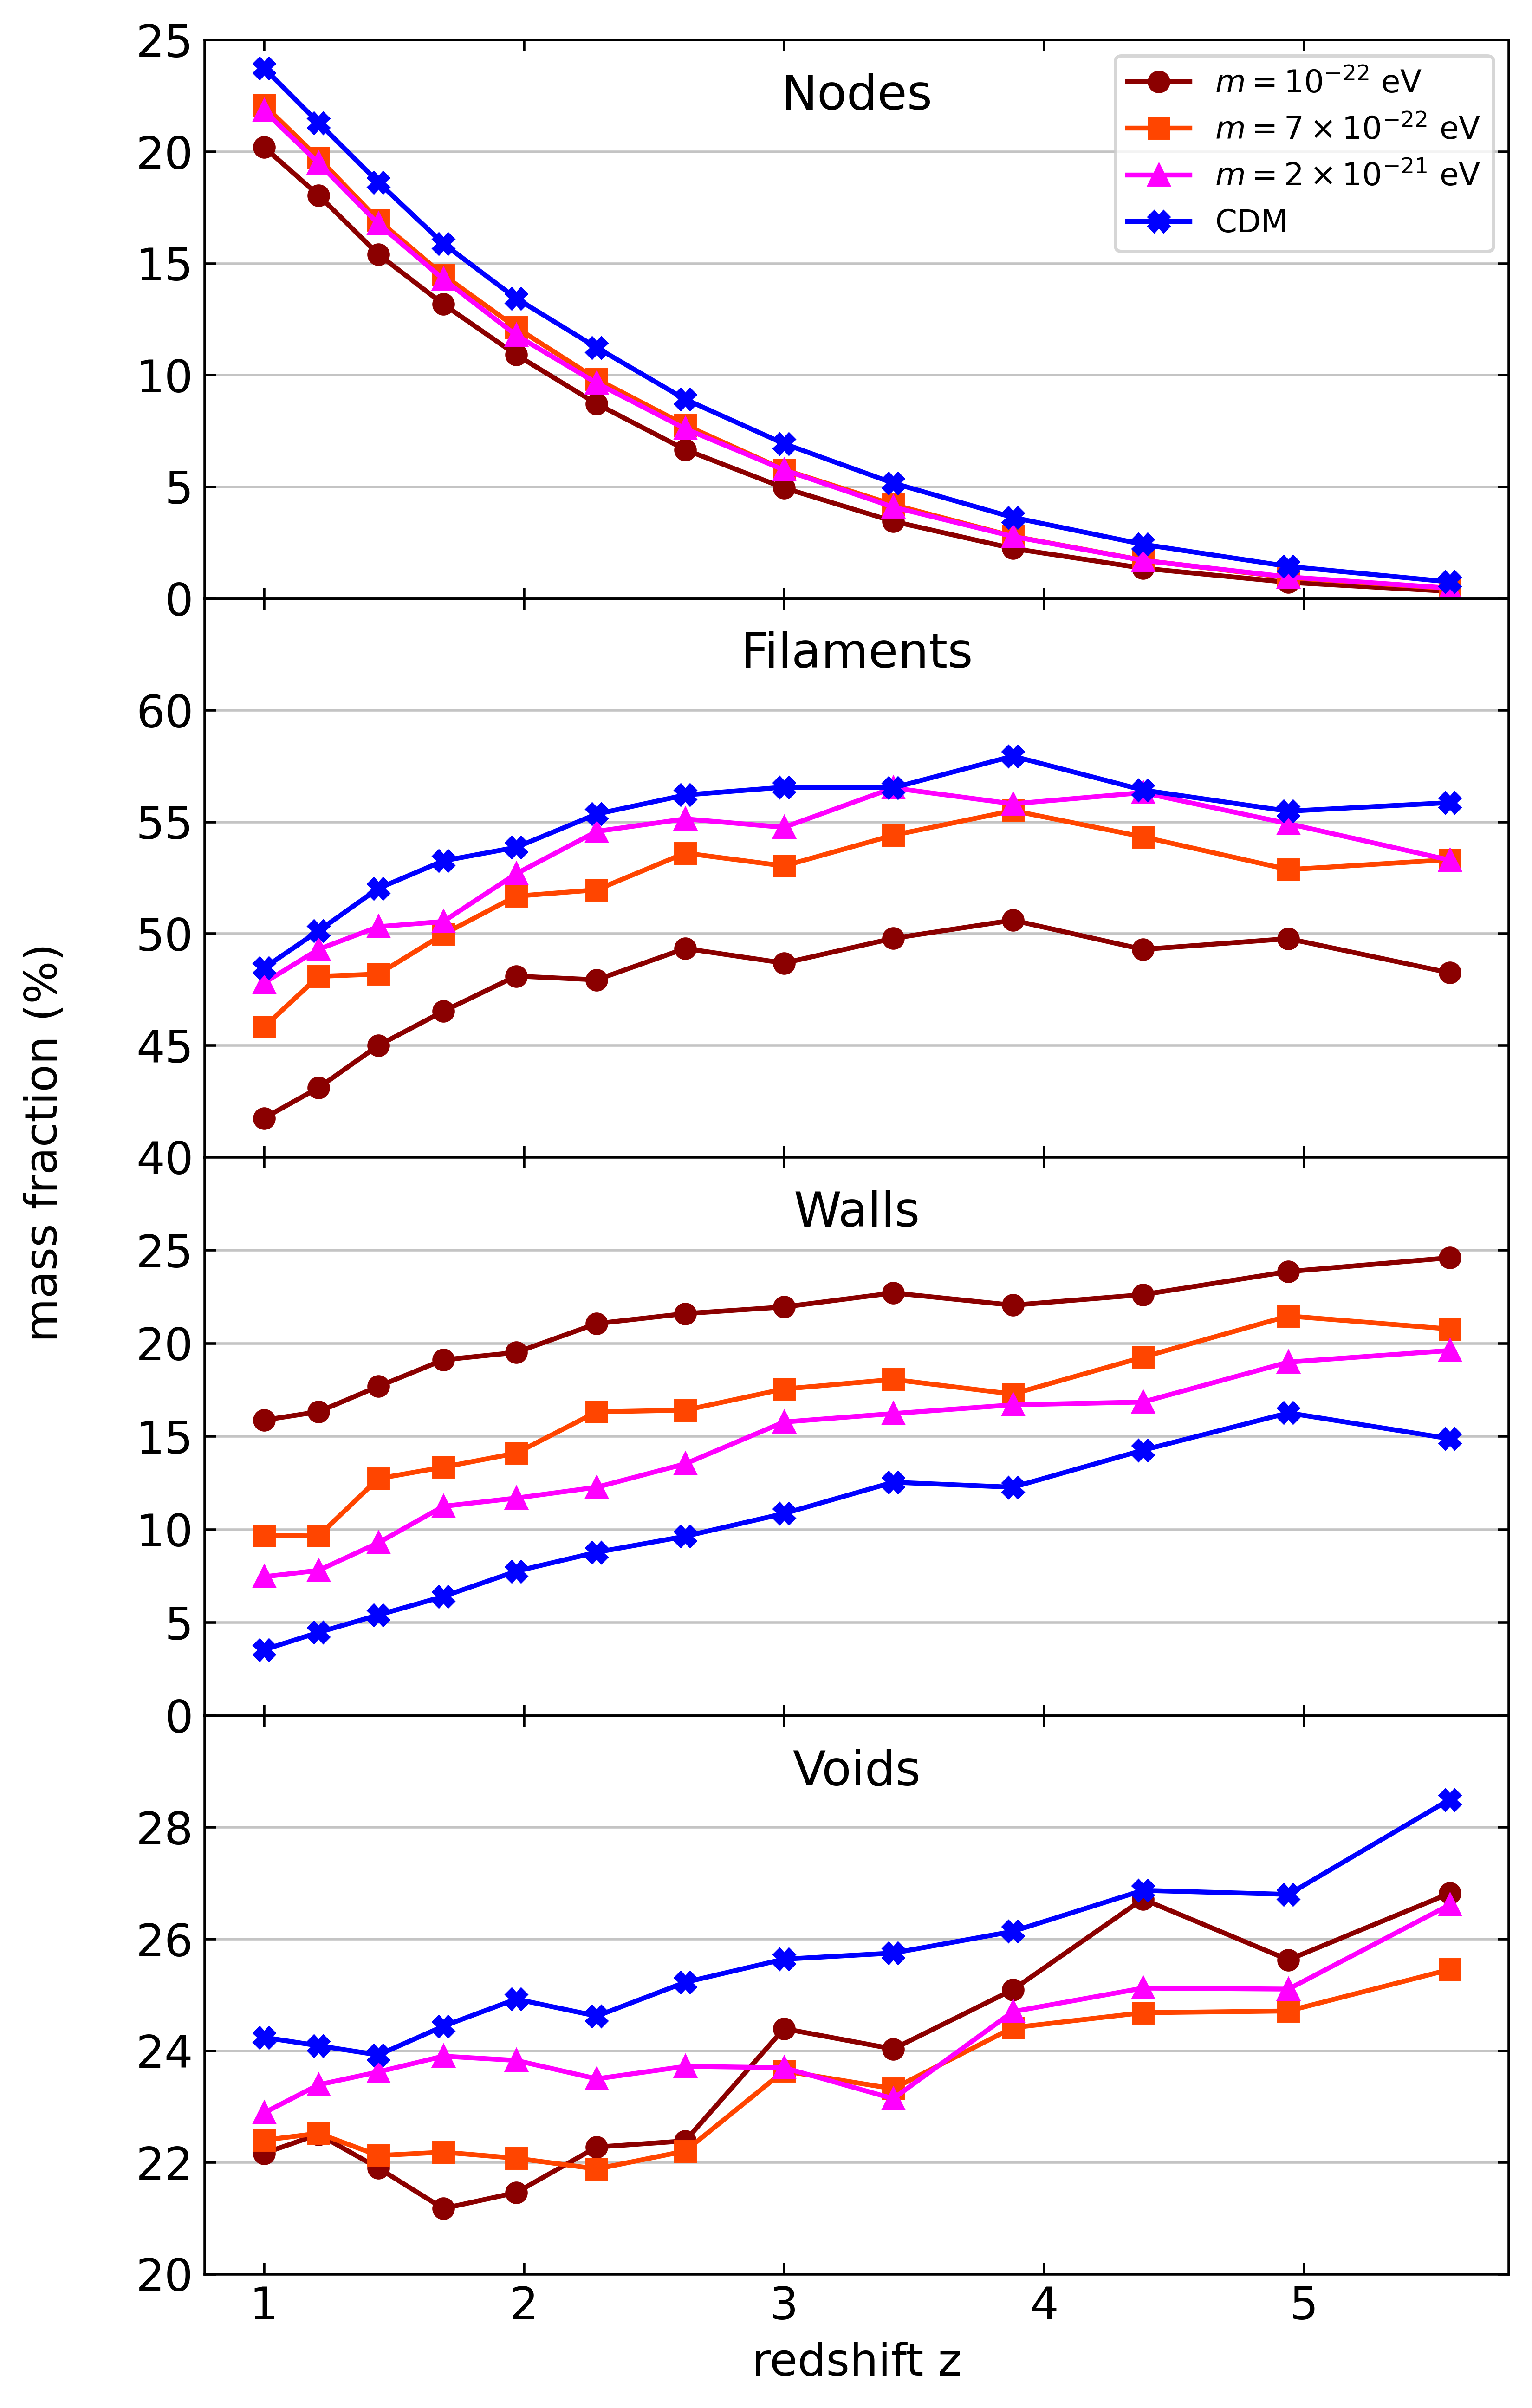 Nodes
m = 10⁻²² eV
m = 7 × 10⁻²² eV
m = 2 × 10⁻²¹ eV
CDM
25
20
15
10
5
0
Filaments
60
55
50
45
40
mass fraction (%)
Walls
25
20
15
10
5
0
Voids
28
26
24
22
20
1 2 3 4 5
redshift z